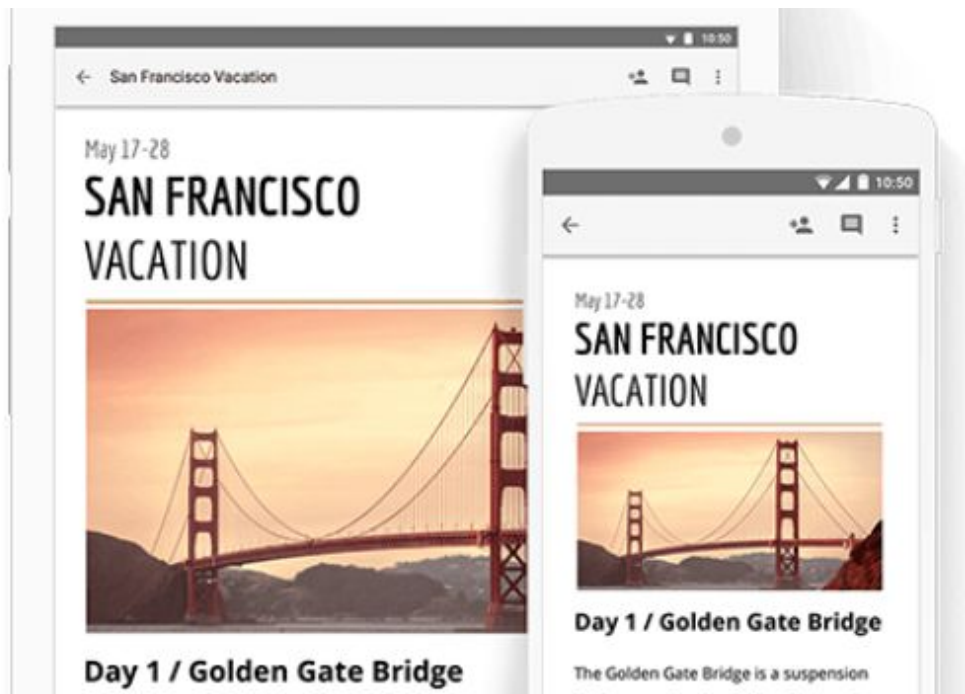 10:50
San Francisco Vacation
May 17-28
SAN FRANCISCO
VACATION
Day 1 / Golden Gate Bridge
10:50
May 17-28
SAN FRANCISCO
VACATION
Day 1 / Golden Gate Bridge
The Golden Gate Bridge is a suspension